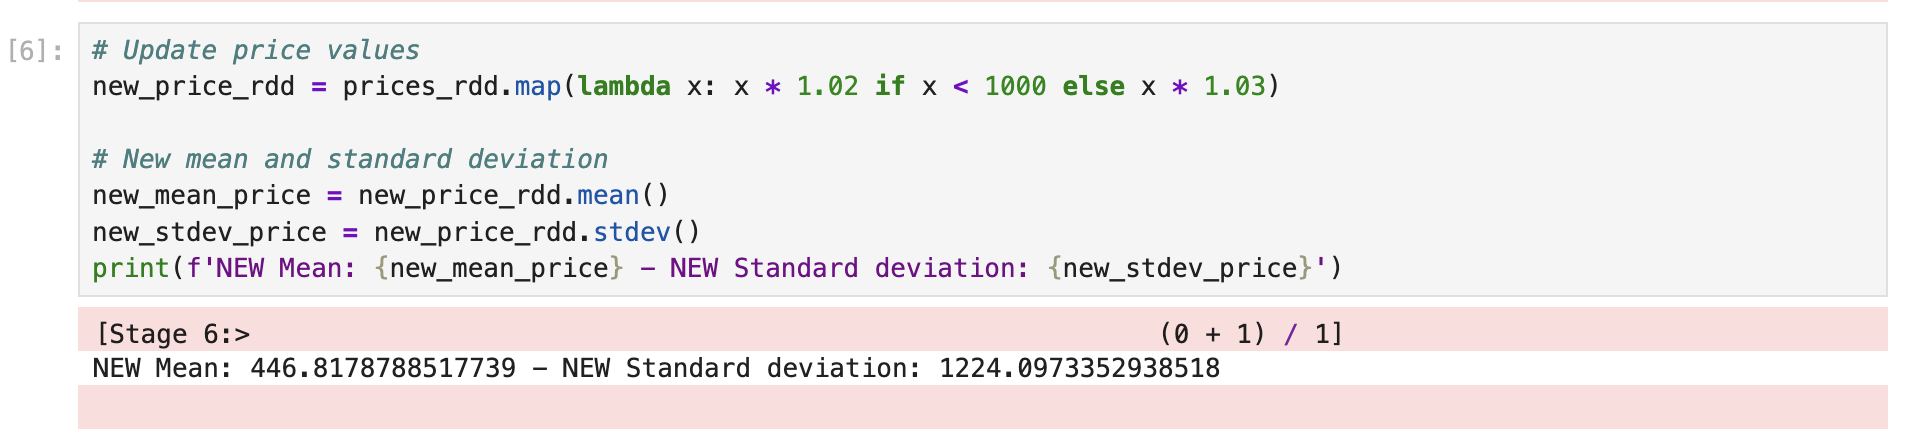 [6]:
# Update price values
new_price_rdd = prices_rdd.map(lambda x: x * 1.02 if x < 1000 else x * 1.03)
# New mean and standard deviation
new_mean_price = new_price_rdd.mean()
new_stdev_price = new_price_rdd.stdev()
print(f'NEW Mean: {new_mean_price} - NEW Standard deviation: {new_stdev_price}')
[Stage 6:> (0 + 1) / 1]
NEW Mean: 446.8178788517739 - NEW Standard deviation: 1224.0973352938518